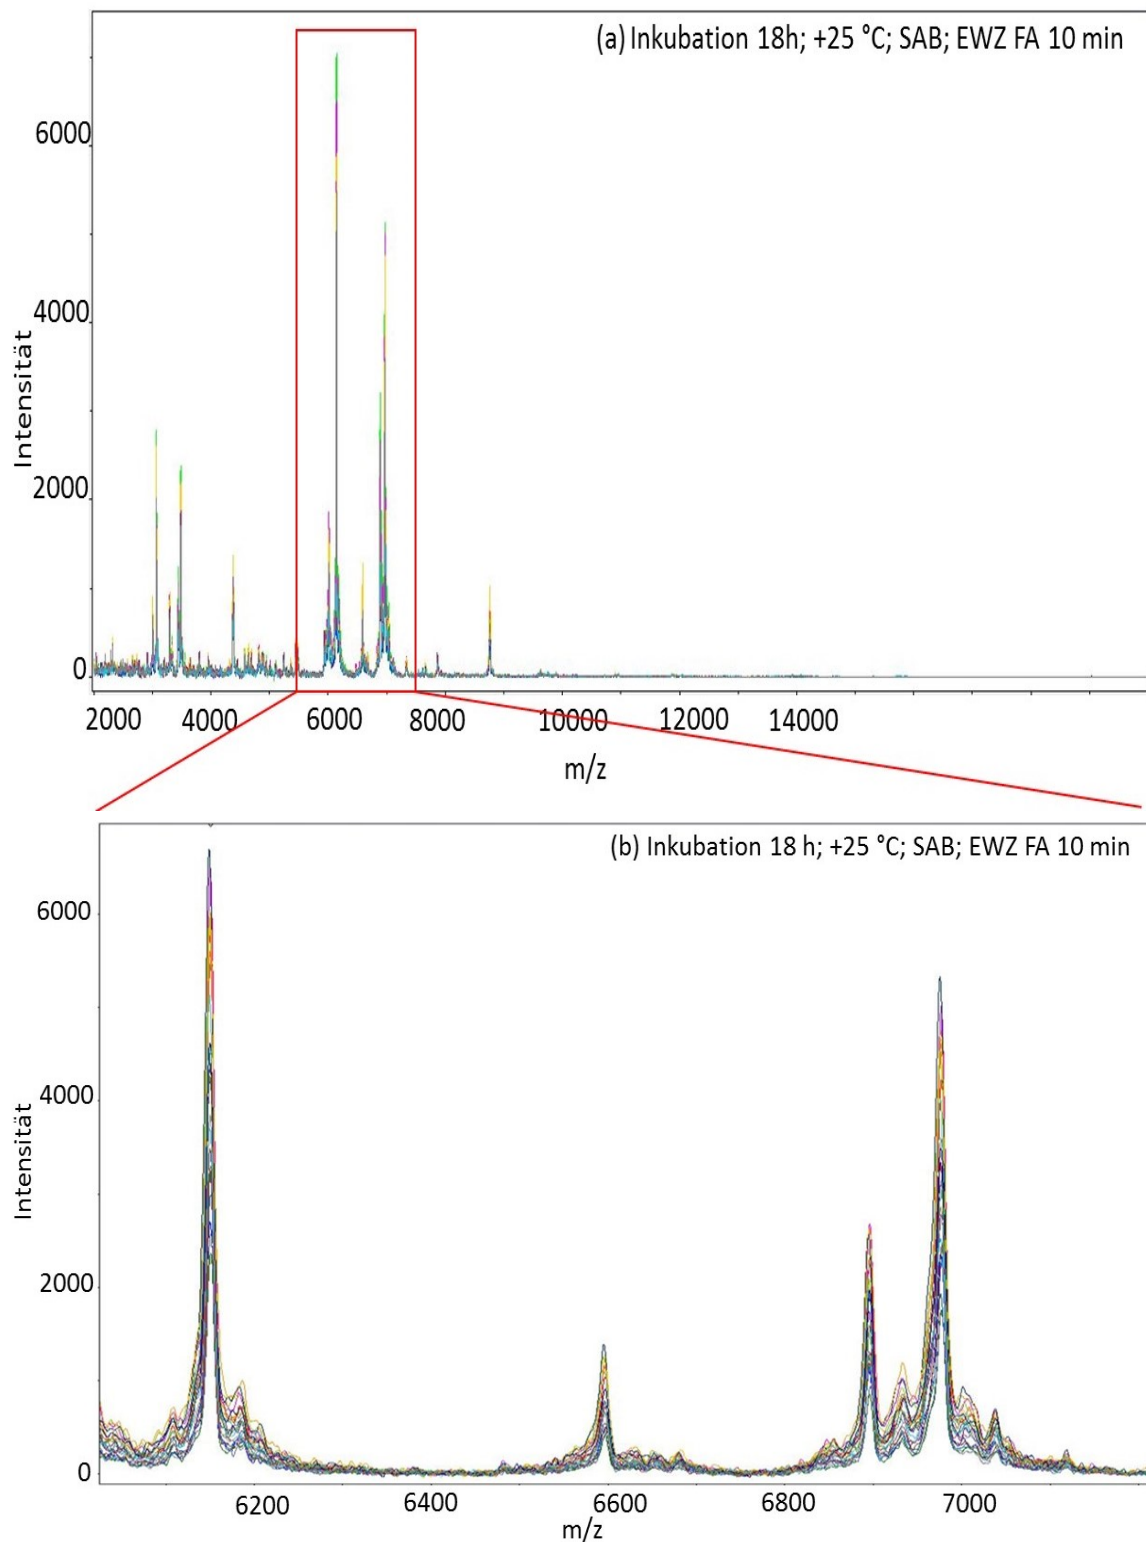 (a) Inkubation 18h; +25 °C; SAB; EWZ FA 10 min
6000
4000
2000
0
Intensität
2000 4000 6000 8000 10000 12000 14000
m/z
(b) Inkubation 18 h; +25 °C; SAB; EWZ FA 10 min
6000
4000
2000
0
Intensität
6200 6400 6600 6800 7000
m/z